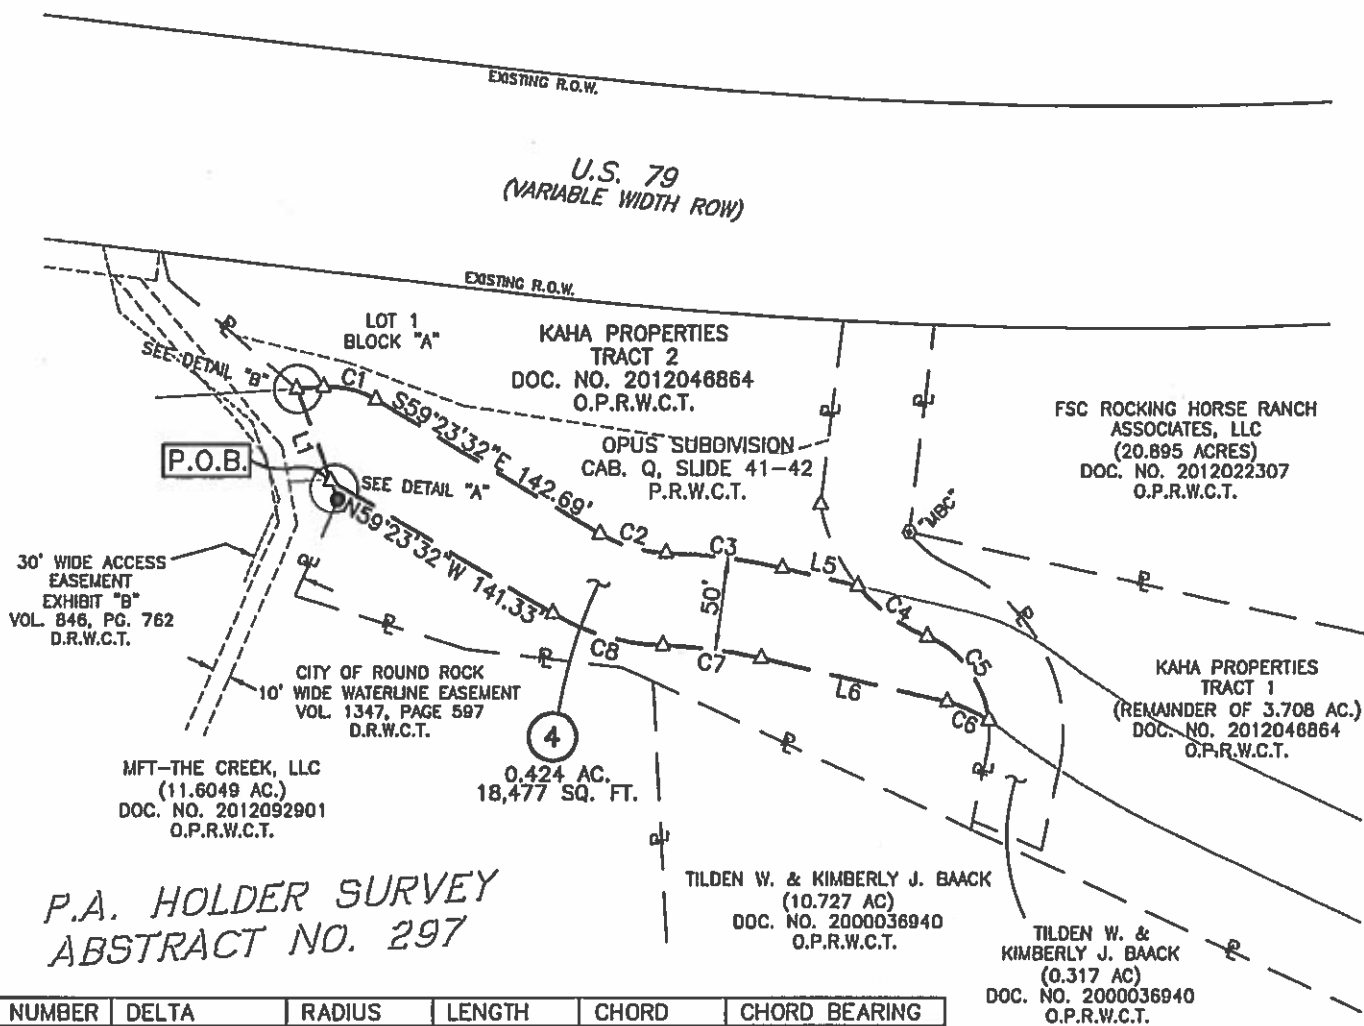 EXISTING R.O.W.
U.S. 79
(VARIABLE WIDTH ROW)
EXISTING R.O.W.
LOT 1
BLOCK "A"
KAHA PROPERTIES
TRACT 2
DOC. NO. 2012046864
O.P.R.W.C.T.
SEE DETAIL "B"
C1
S59°23'32"E 142.69'
L1
P.O.B.
SEE DETAIL "A"
N59°23'32"W 141.33'
OPUS SUBDIVISION
CAB. Q, SLIDE 41-42
P.R.W.C.T.
FSC ROCKING HORSE RANCH
ASSOCIATES, LLC
(20.895 ACRES)
DOC. NO. 2012022307
O.P.R.W.C.T.
"MBC"
C2
C3
L5
50'
C4
C5
C8
C7
L6
C6
30' WIDE ACCESS
EASEMENT
EXHIBIT "B"
VOL. 846, PG. 762
D.R.W.C.T.
CITY OF ROUND ROCK
10' WIDE WATERLINE EASEMENT
VOL. 1347, PAGE 597
D.R.W.C.T.
4
0.424 AC.
18,477 SQ. FT.
KAHA PROPERTIES
TRACT 1
(REMAINDER OF 3.708 AC.)
DOC. NO. 2012046864
O.P.R.W.C.T.
MFT-THE CREEK, LLC
(11.6049 AC.)
DOC. NO. 2012092901
O.P.R.W.C.T.
P.A. HOLDER SURVEY
ABSTRACT NO. 297
TILDEN W. & KIMBERLY J. BAACK
(10.727 AC)
DOC. NO. 2000036940
O.P.R.W.C.T.
TILDEN W. &
KIMBERLY J. BAACK
(0.317 AC)
DOC. NO. 2000036940
O.P.R.W.C.T.
NUMBER DELTA RADIUS LENGTH CHORD CHORD BEARING